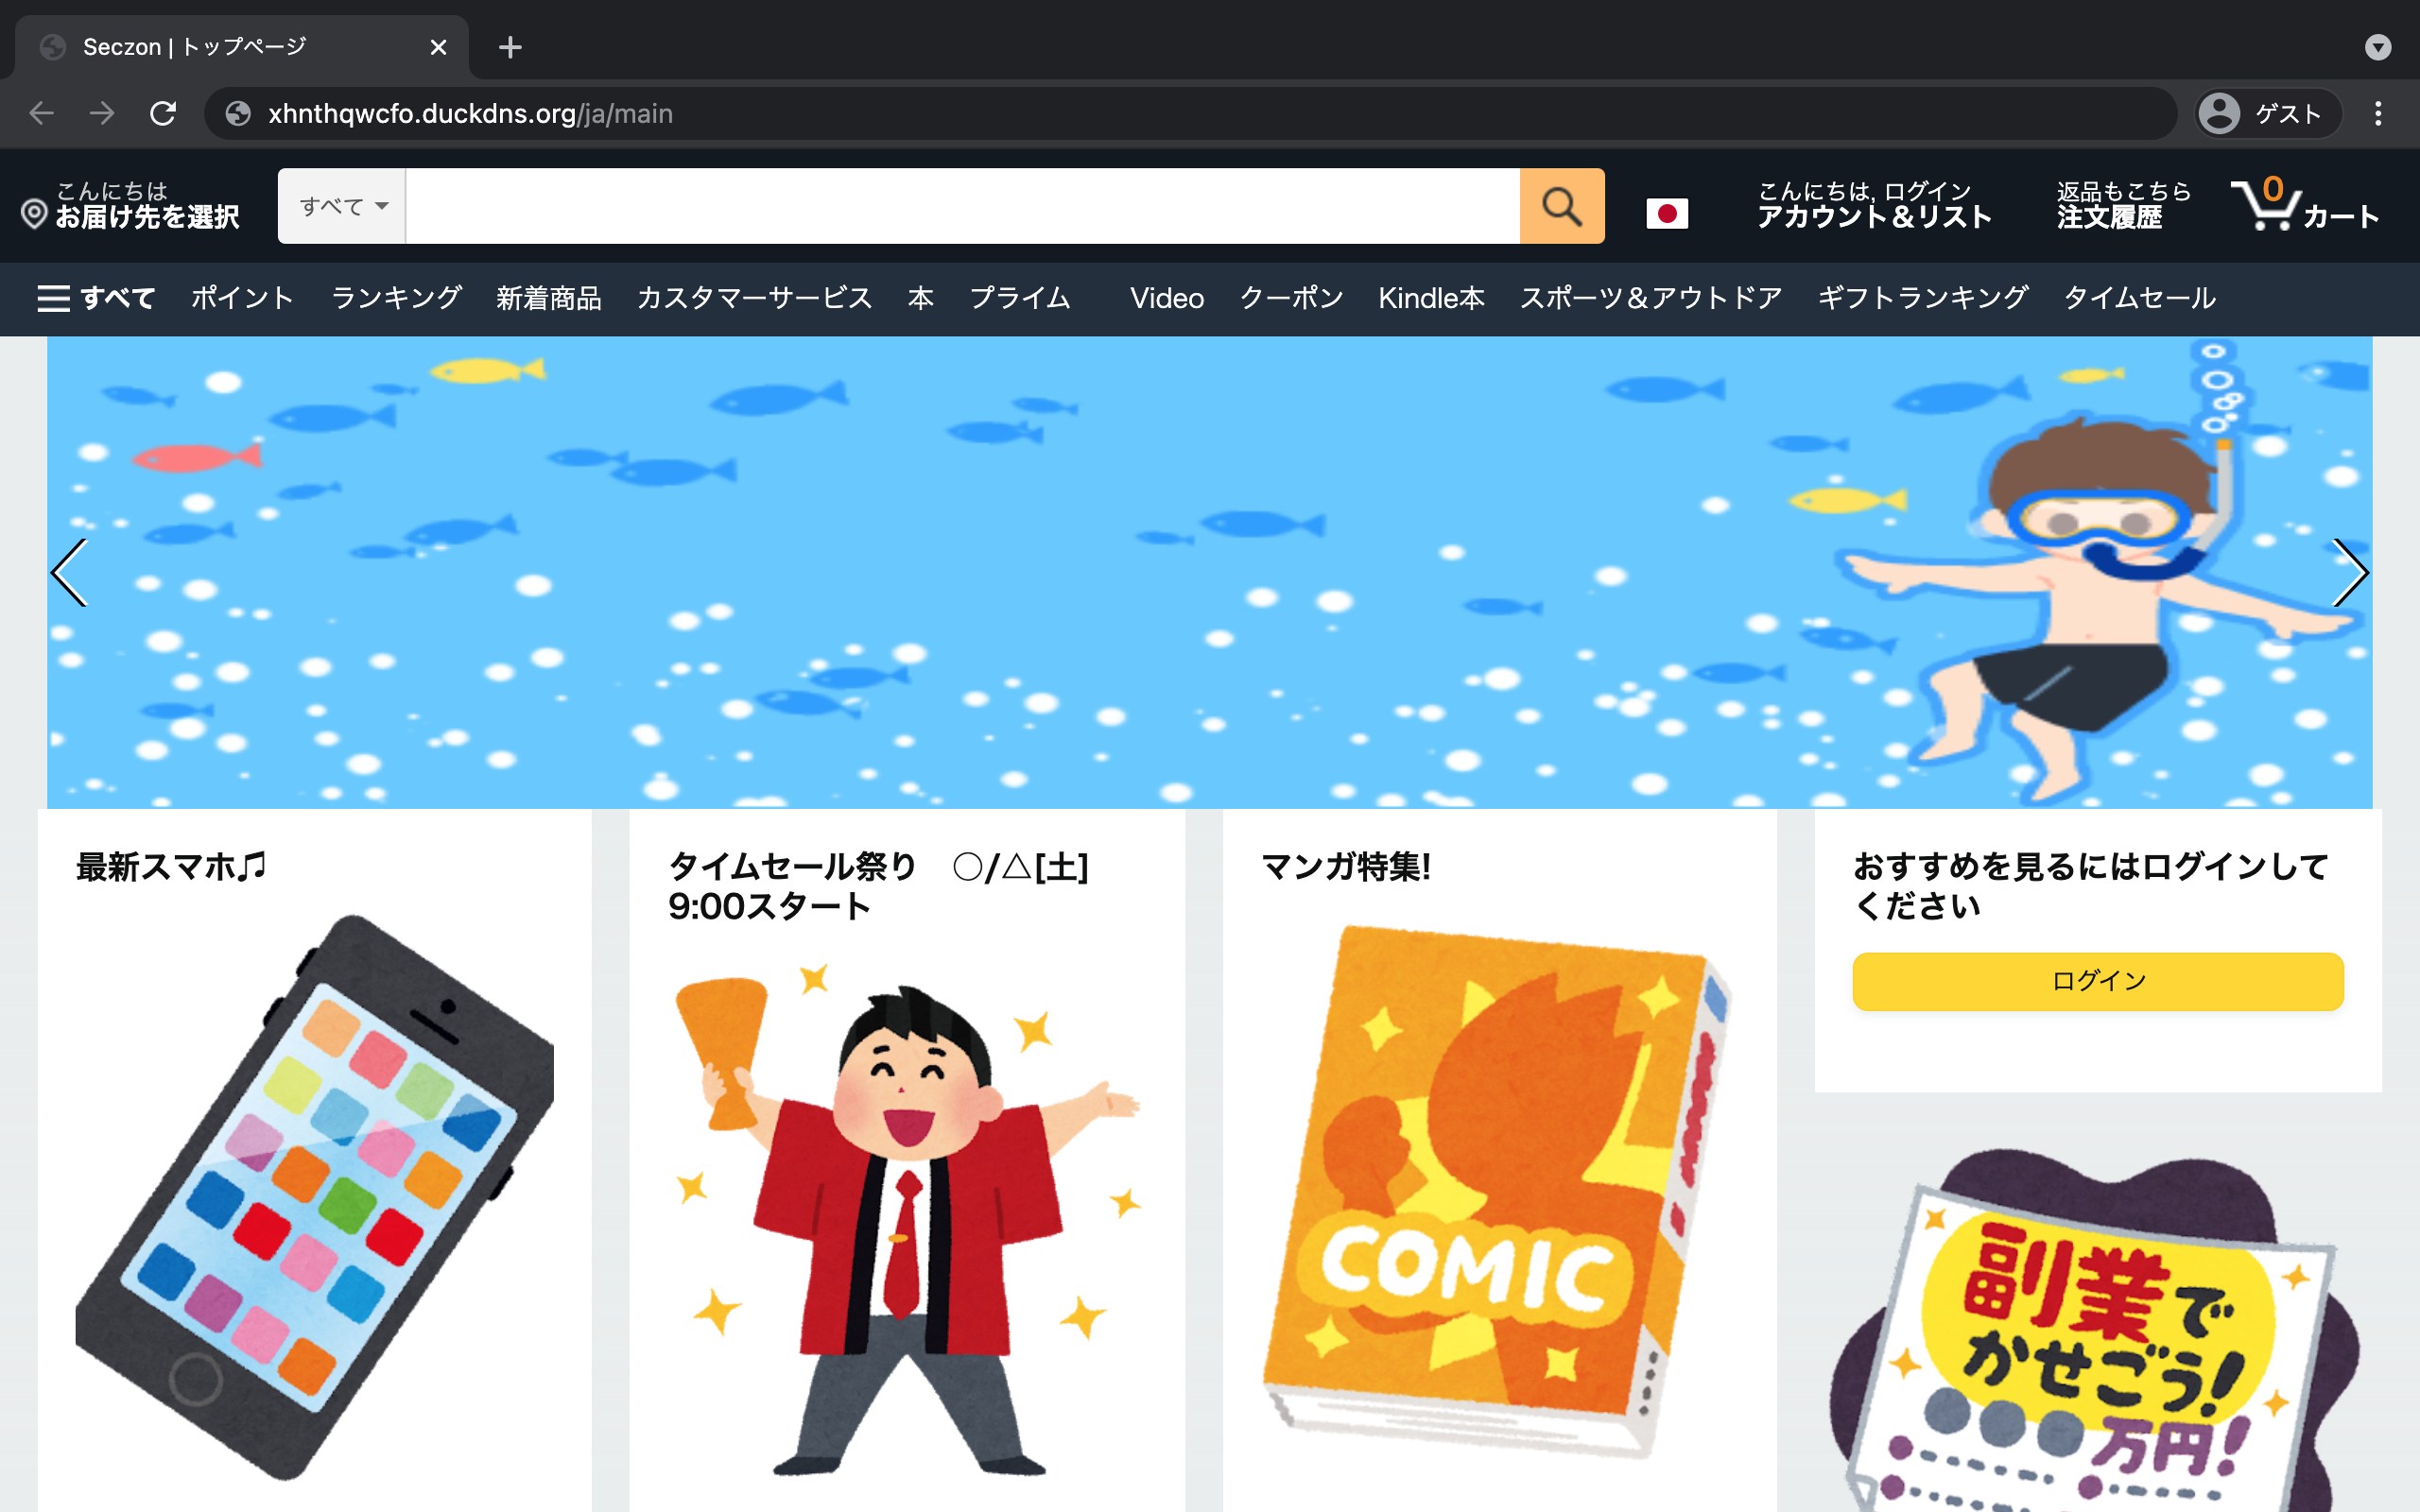 Seczon | トップページ
xhnthqwcfo.duckdns.org/ja/main
ゲスト
こんにちは
お届け先を選択
すべて
こんにちは, ログイン
アカウント＆リスト
返品もこちら
注文履歴
0
カート
すべて ポイント ランキング 新着商品 カスタマーサービス 本 プライム Video クーポン Kindle本 スポーツ＆アウトドア ギフトランキング タイムセール
最新スマホ♫
タイムセール祭り　○/△[土]
9:00スタート
マンガ特集!
COMIC
おすすめを見るにはログインして
ください
ログイン
副業で
かせごう!
万円!